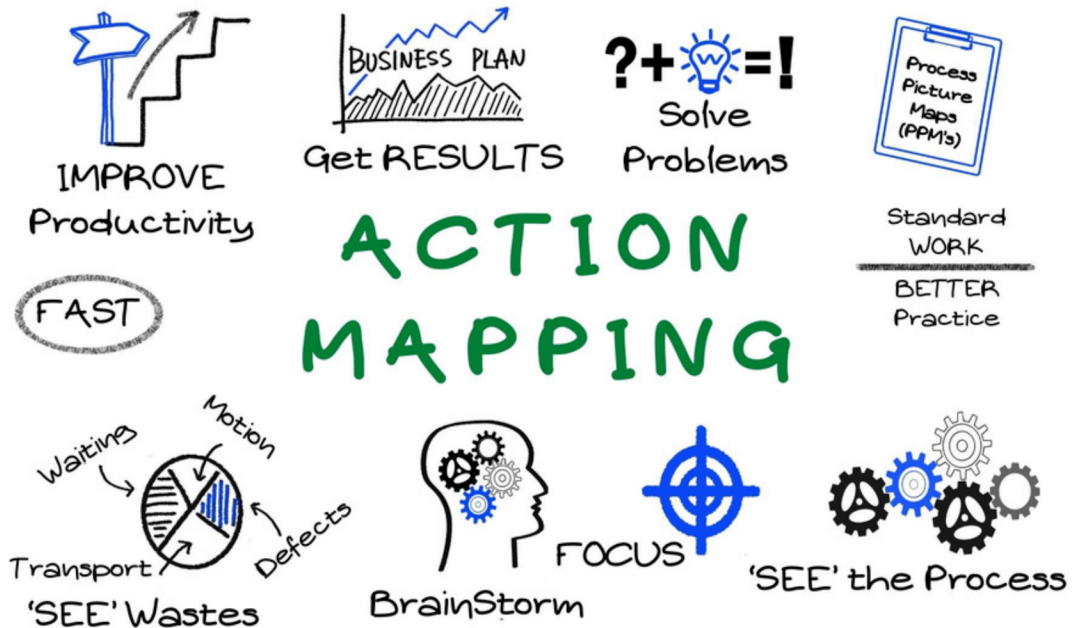 IMPROVE
Productivity
BUSINESS PLAN
Get RESULTS
?+W=!
Solve
Problems
Process
Picture
Maps
(PPM's)
Standard
WORK
BETTER
Practice
FAST
ACTION
MAPPING
Waiting
Motion
Transport
Defects
'SEE' Wastes
BrainStorm
FOCUS
'SEE' the Process